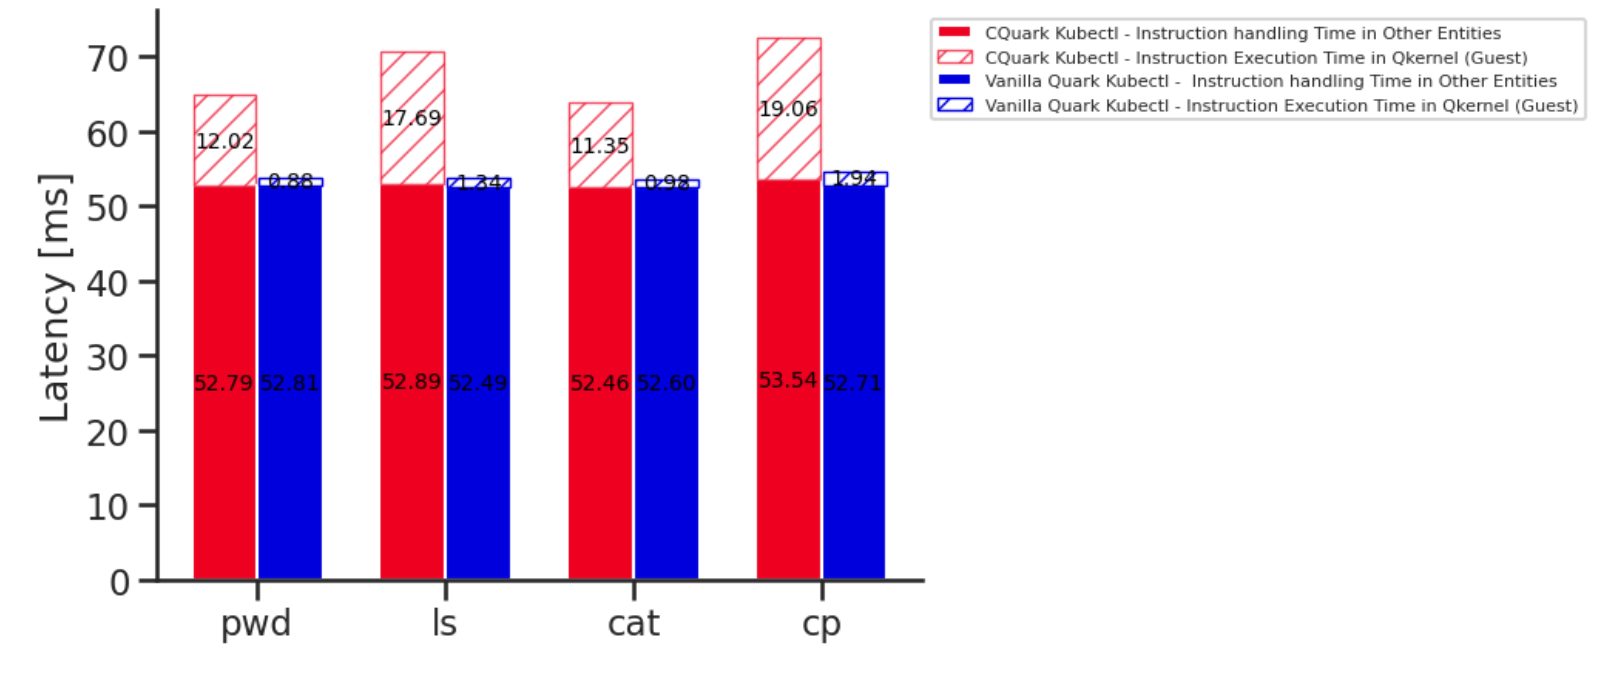 CQuark Kubectl - Instruction handling Time in Other Entities
CQuark Kubectl - Instruction Execution Time in Qkernel (Guest)
Vanilla Quark Kubectl -  Instruction handling Time in Other Entities
Vanilla Quark Kubectl - Instruction Execution Time in Qkernel (Guest)
Latency [ms]
70
60
50
40
30
20
10
0
12.02
0.88
17.69
1.34
11.35
0.98
19.06
1.94
52.79
52.81
52.89
52.49
52.46
52.60
53.54
52.71
pwd
ls
cat
cp